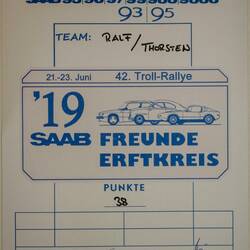 93 95
TEAM: RALF/
THORSTEN
21.-23. Juni 42. Troll-Rallye
'19
SAAB FREUNDE
ERFTKREIS
PUNKTE
38